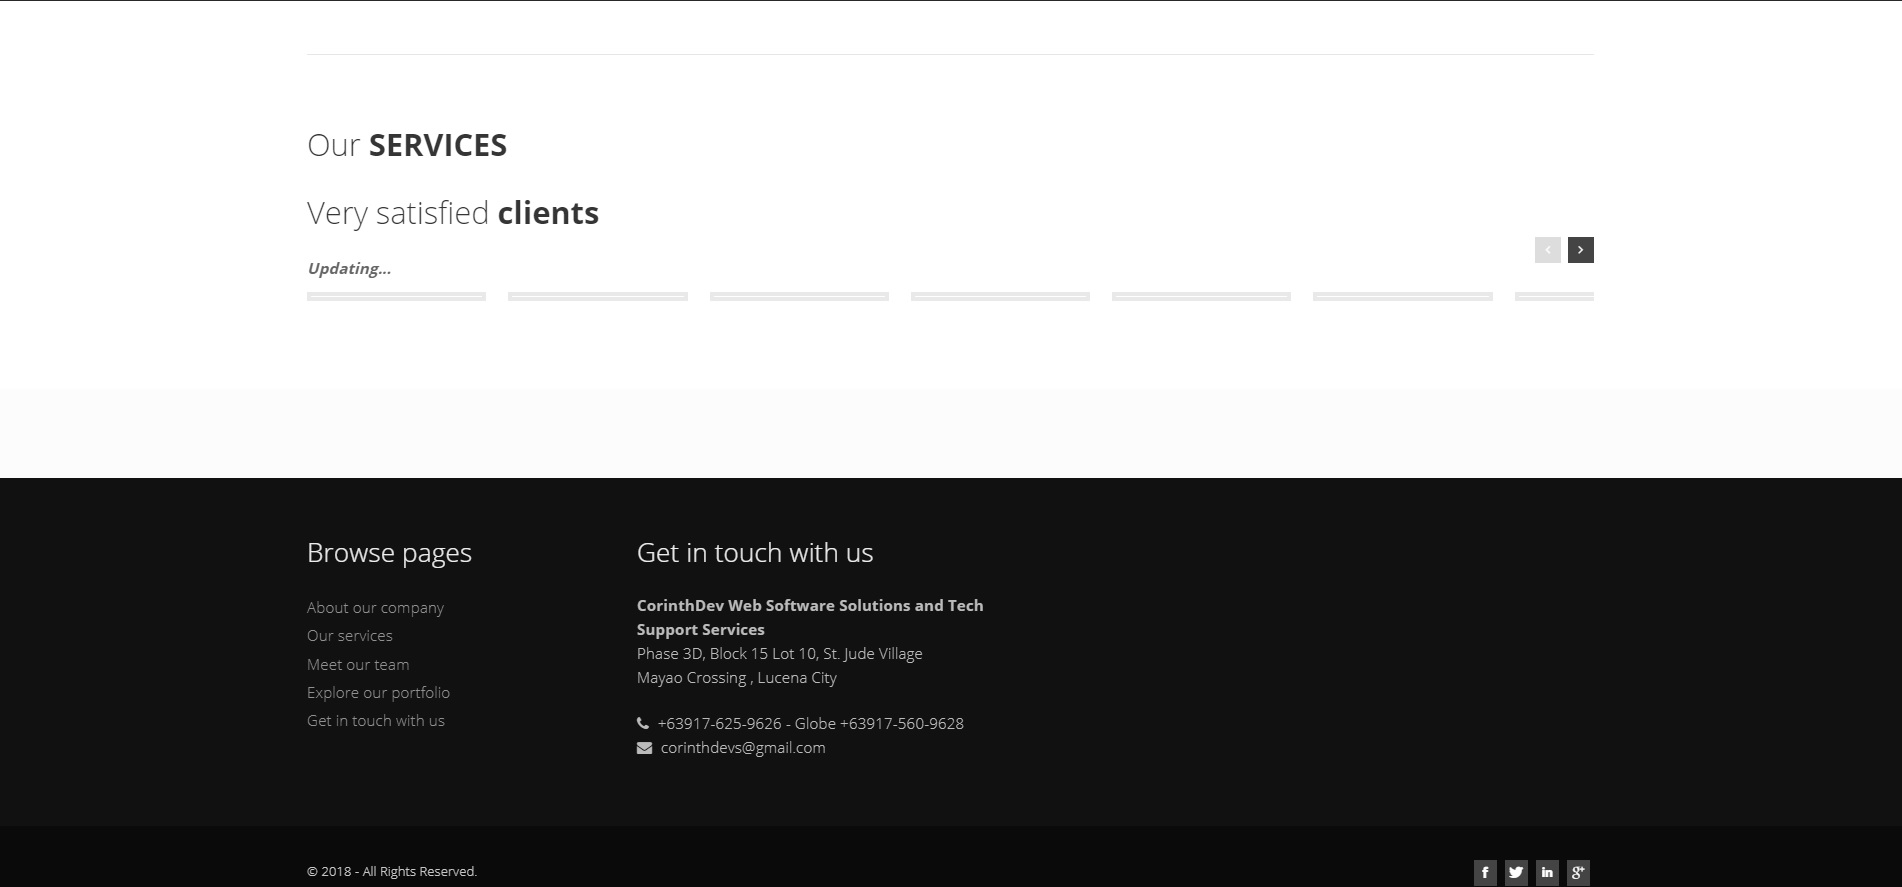 Our SERVICES
Very satisfied clients
Updating...
Browse pages
About our company
Our services
Meet our team
Explore our portfolio
Get in touch with us
Get in touch with us
CorinthDev Web Software Solutions and Tech
Support Services
Phase 3D, Block 15 Lot 10, St. Jude Village
Mayao Crossing , Lucena City
+63917-625-9626 - Globe +63917-560-9628
corinthdevs@gmail.com
© 2018 - All Rights Reserved.